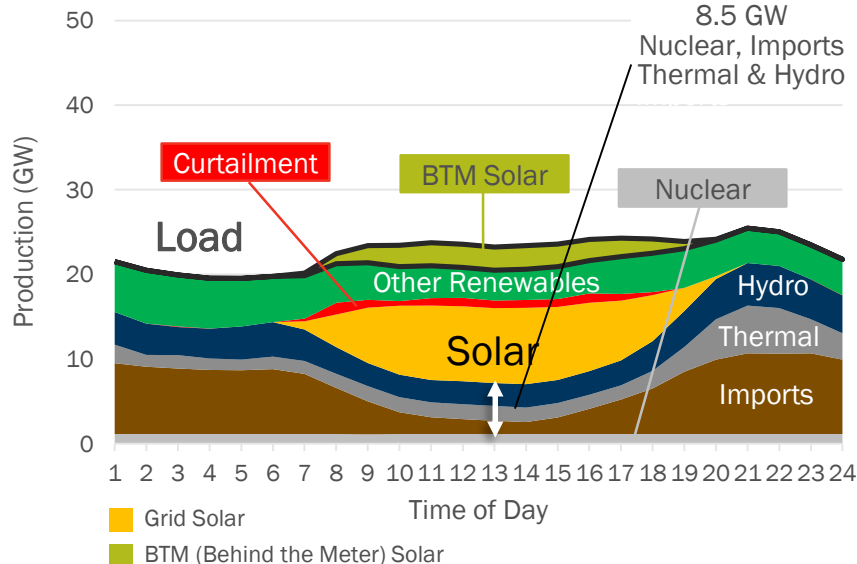 50
40
30
20
10
0
Production (GW)
8.5 GW
Nuclear, Imports
Thermal & Hydro
Curtailment
BTM Solar
Nuclear
Load
Other Renewables
Hydro
Solar
Thermal
Imports
1 2 3 4 5 6 7 8 9 10 11 12 13 14 15 16 17 18 19 20 21 22 23 24
Time of Day
Grid Solar
BTM (Behind the Meter) Solar